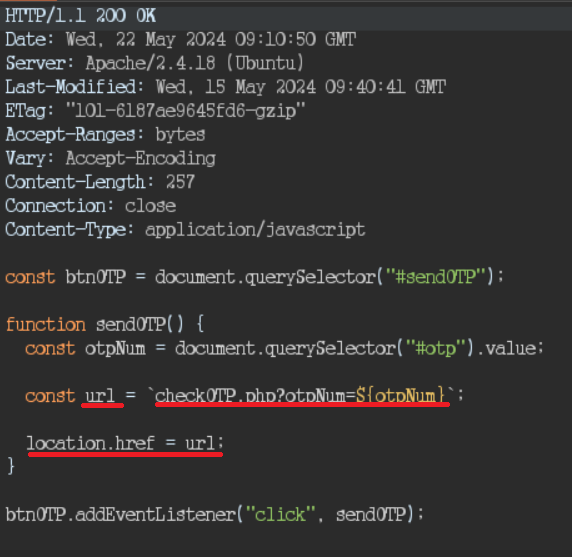 HTTP/1.1 200 OK
Date: Wed, 22 May 2024 09:10:50 GMT
Server: Apache/2.4.18 (Ubuntu)
Last-Modified: Wed, 15 May 2024 09:40:41 GMT
ETag: "101-6187ae9645fd6-gzip"
Accept-Ranges: bytes
Vary: Accept-Encoding
Content-Length: 257
Connection: close
Content-Type: application/javascript
const btnOTP = document.querySelector("#sendOTP");
function sendOTP() {
const otpNum = document.querySelector("#otp").value;
const url = `checkOTP.php?otpNum=${otpNum}`;
location.href = url;
}
btnOTP.addEventListener("click", sendOTP);